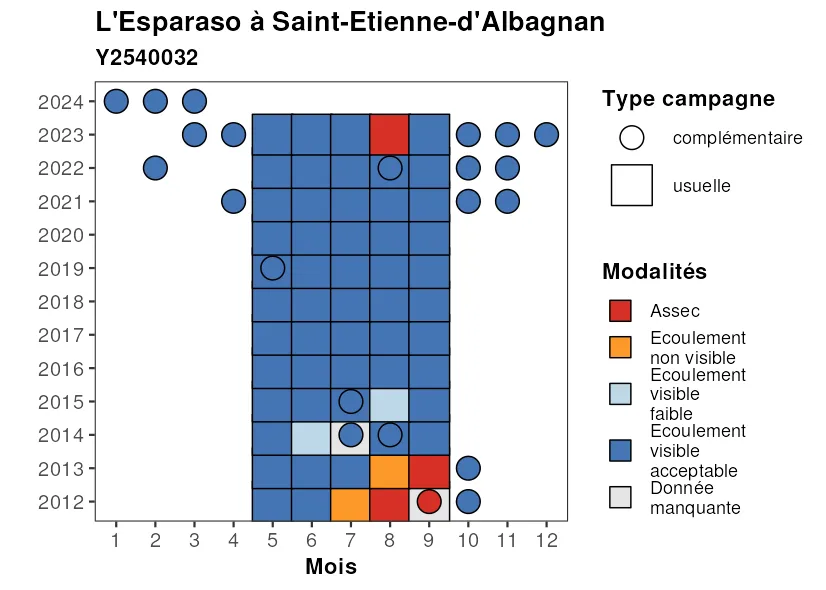 L'Esparaso à Saint-Etienne-d'Albagnan
Y2540032
2024
2023
2022
2021
2020
2019
2018
2017
2016
2015
2014
2013
2012
1 2 3 4 5 6 7 8 9 10 11 12
Mois
Type campagne
complémentaire
usuelle
Modalités
Assec
Ecoulement
non visible
Ecoulement
visible
faible
Ecoulement
visible
acceptable
Donnée
manquante